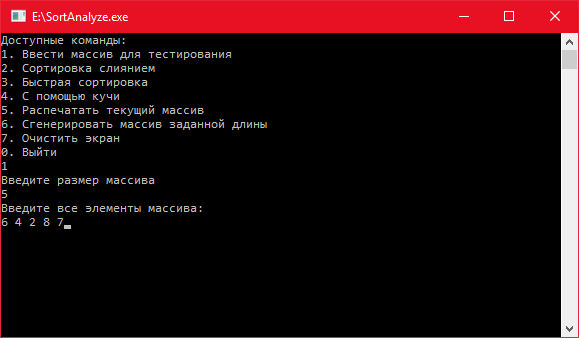 E:\SortAnalyze.exe
Доступные команды:
1. Ввести массив для тестирования
2. Сортировка слиянием
3. Быстрая сортировка
4. С помощью кучи
5. Распечатать текущий массив
6. Сгенерировать массив заданной длины
7. Очистить экран
0. Выйти
1
Введите размер массива
5
Введите все элементы массива:
6 4 2 8 7